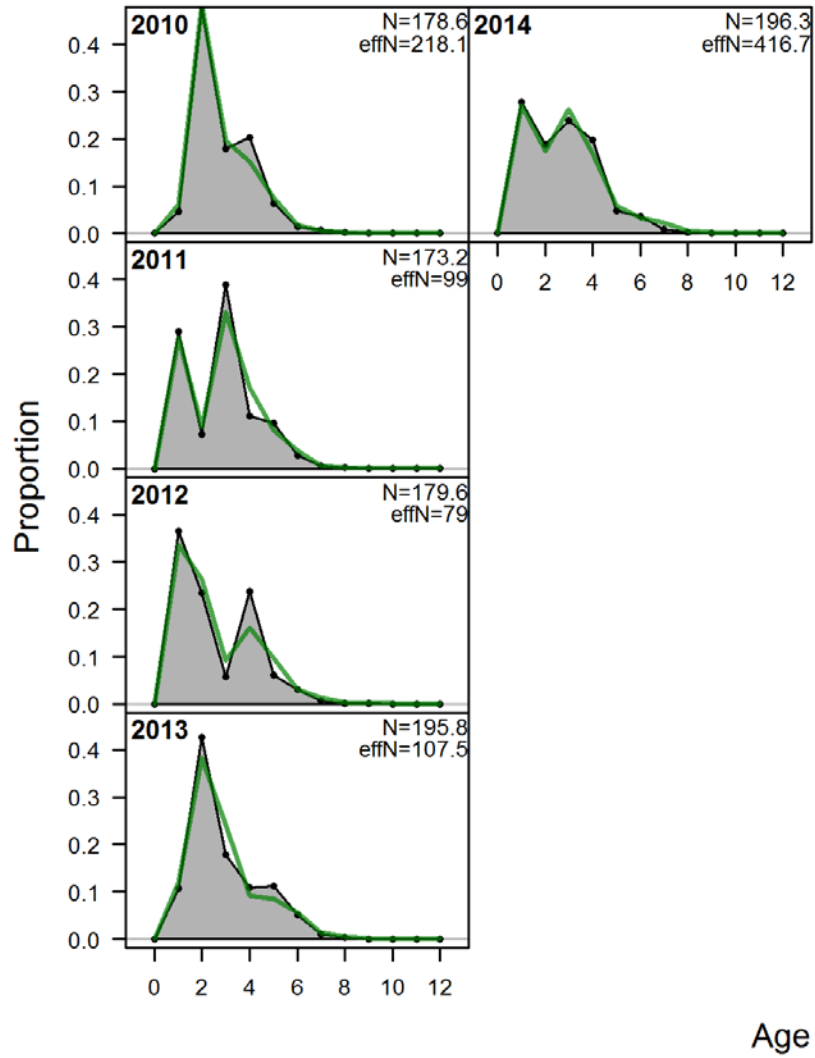 Proportion
2010
N=178.6
effN=218.1
0.4
0.3
0.2
0.1
0.0
2011
N=173.2
effN=99
0.4
0.3
0.2
0.1
0.0
2012
N=179.6
effN=79
0.4
0.3
0.2
0.1
0.0
2013
N=195.8
effN=107.5
0.4
0.3
0.2
0.1
0.0
0 2 4 6 8 10 12
2014
N=196.3
effN=416.7
0 2 4 6 8 10 12
Age